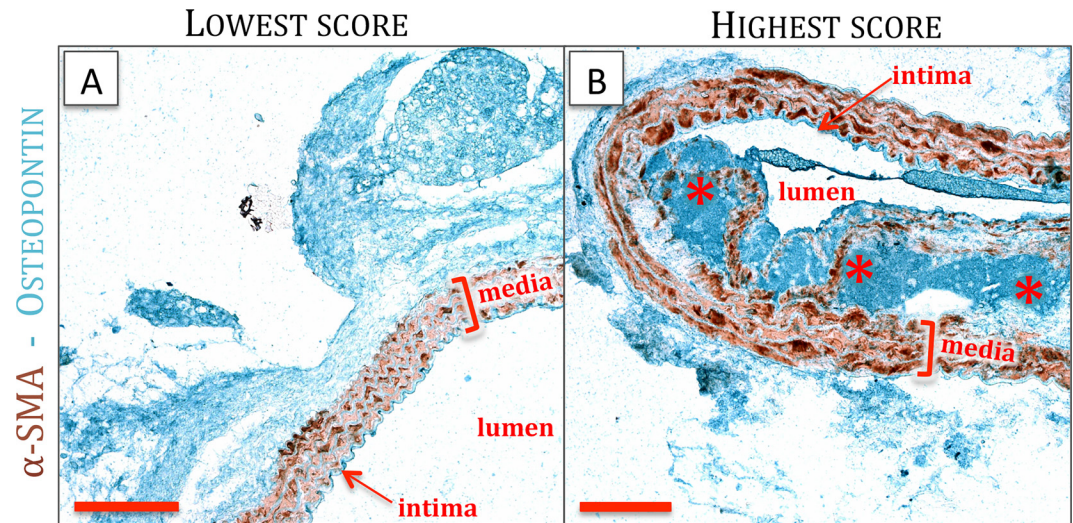 LOWEST SCORE
HIGHEST SCORE
α-SMA - OSTEOPONTIN
A
media
lumen
intima
B
intima
lumen
*
*
*
media